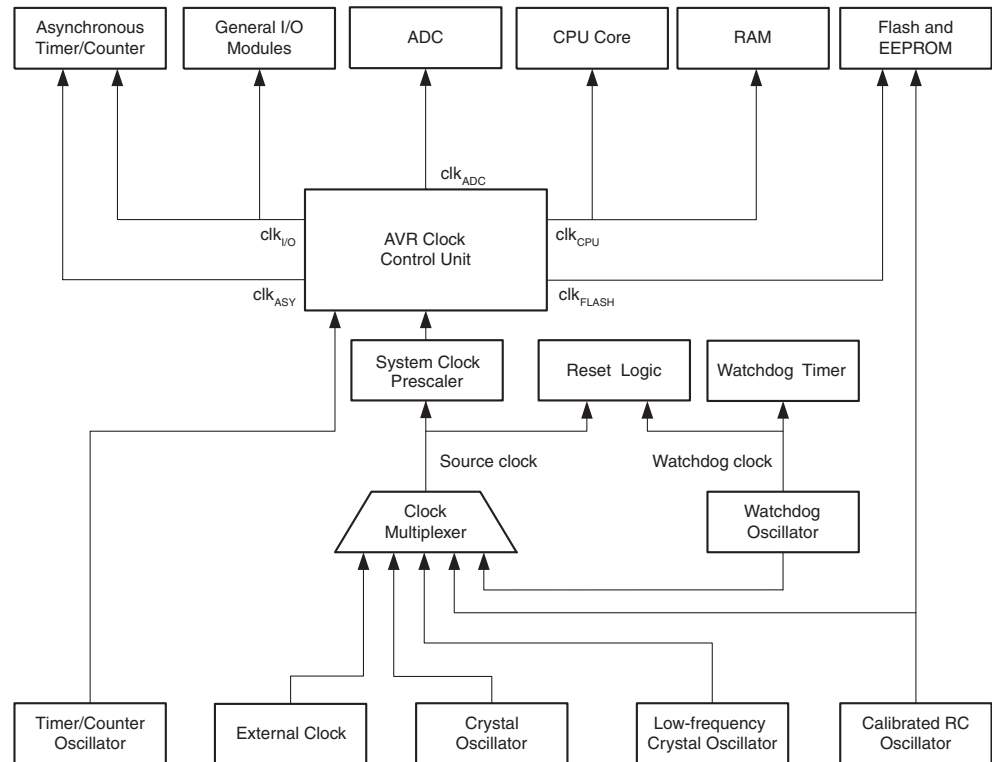 Asynchronous
Timer/Counter
General I/O
Modules
ADC
CPU Core
RAM
Flash and
EEPROM
clkADC
AVR Clock
Control Unit
clkI/O
clkCPU
clkASY
clkFLASH
System Clock
Prescaler
Reset Logic
Watchdog Timer
Source clock
Watchdog clock
Clock
Multiplexer
Watchdog
Oscillator
Timer/Counter
Oscillator
External Clock
Crystal
Oscillator
Low-frequency
Crystal Oscillator
Calibrated RC
Oscillator